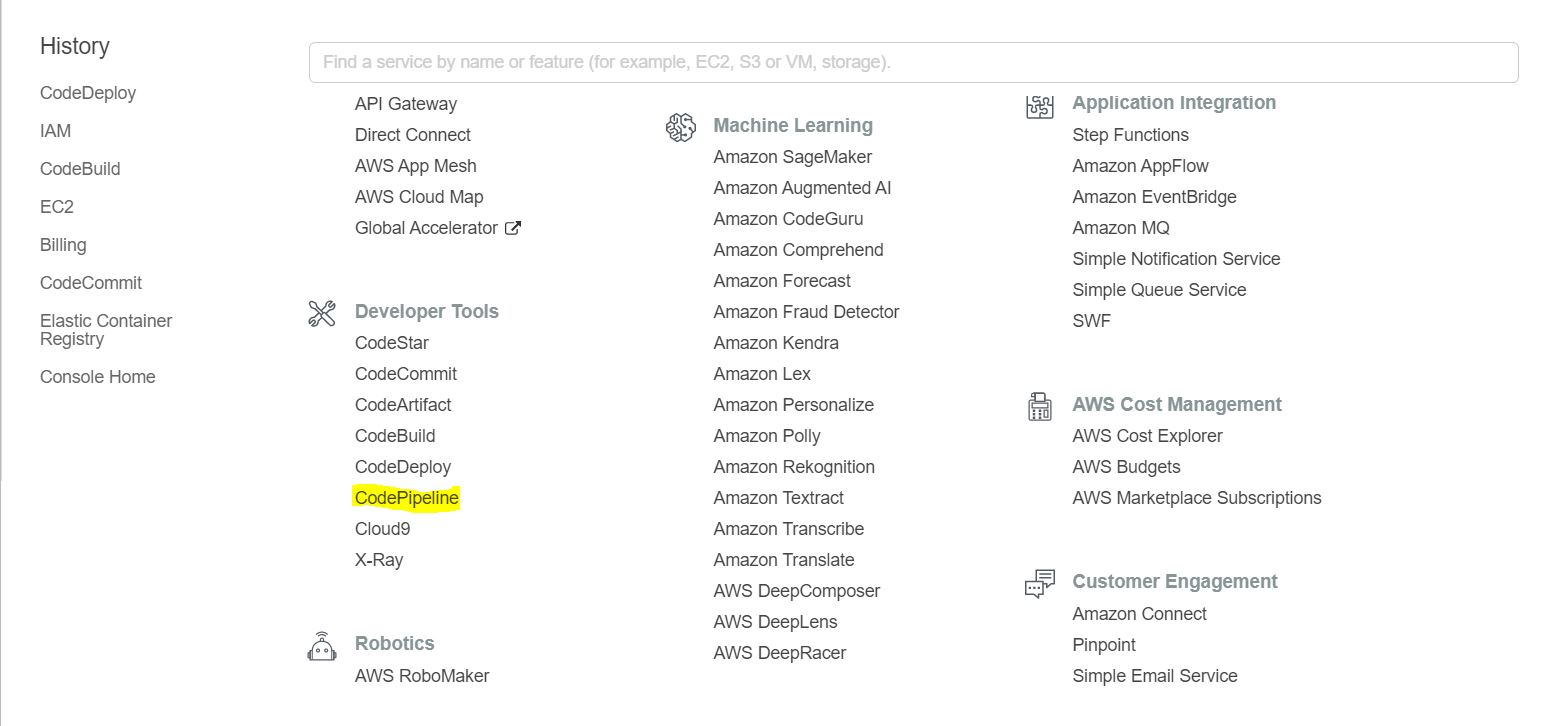 History
CodeDeploy
IAM
CodeBuild
EC2
Billing
CodeCommit
Elastic Container
Registry
Console Home
Find a service by name or feature (for example, EC2, S3 or VM, storage).
API Gateway
Direct Connect
AWS App Mesh
AWS Cloud Map
Global Accelerator
Developer Tools
CodeStar
CodeCommit
CodeArtifact
CodeBuild
CodeDeploy
CodePipeline
Cloud9
X-Ray
Robotics
AWS RoboMaker
Machine Learning
Amazon SageMaker
Amazon Augmented AI
Amazon CodeGuru
Amazon Comprehend
Amazon Forecast
Amazon Fraud Detector
Amazon Kendra
Amazon Lex
Amazon Personalize
Amazon Polly
Amazon Rekognition
Amazon Textract
Amazon Transcribe
Amazon Translate
AWS DeepComposer
AWS DeepLens
AWS DeepRacer
Application Integration
Step Functions
Amazon AppFlow
Amazon EventBridge
Amazon MQ
Simple Notification Service
Simple Queue Service
SWF
AWS Cost Management
AWS Cost Explorer
AWS Budgets
AWS Marketplace Subscriptions
Customer Engagement
Amazon Connect
Pinpoint
Simple Email Service